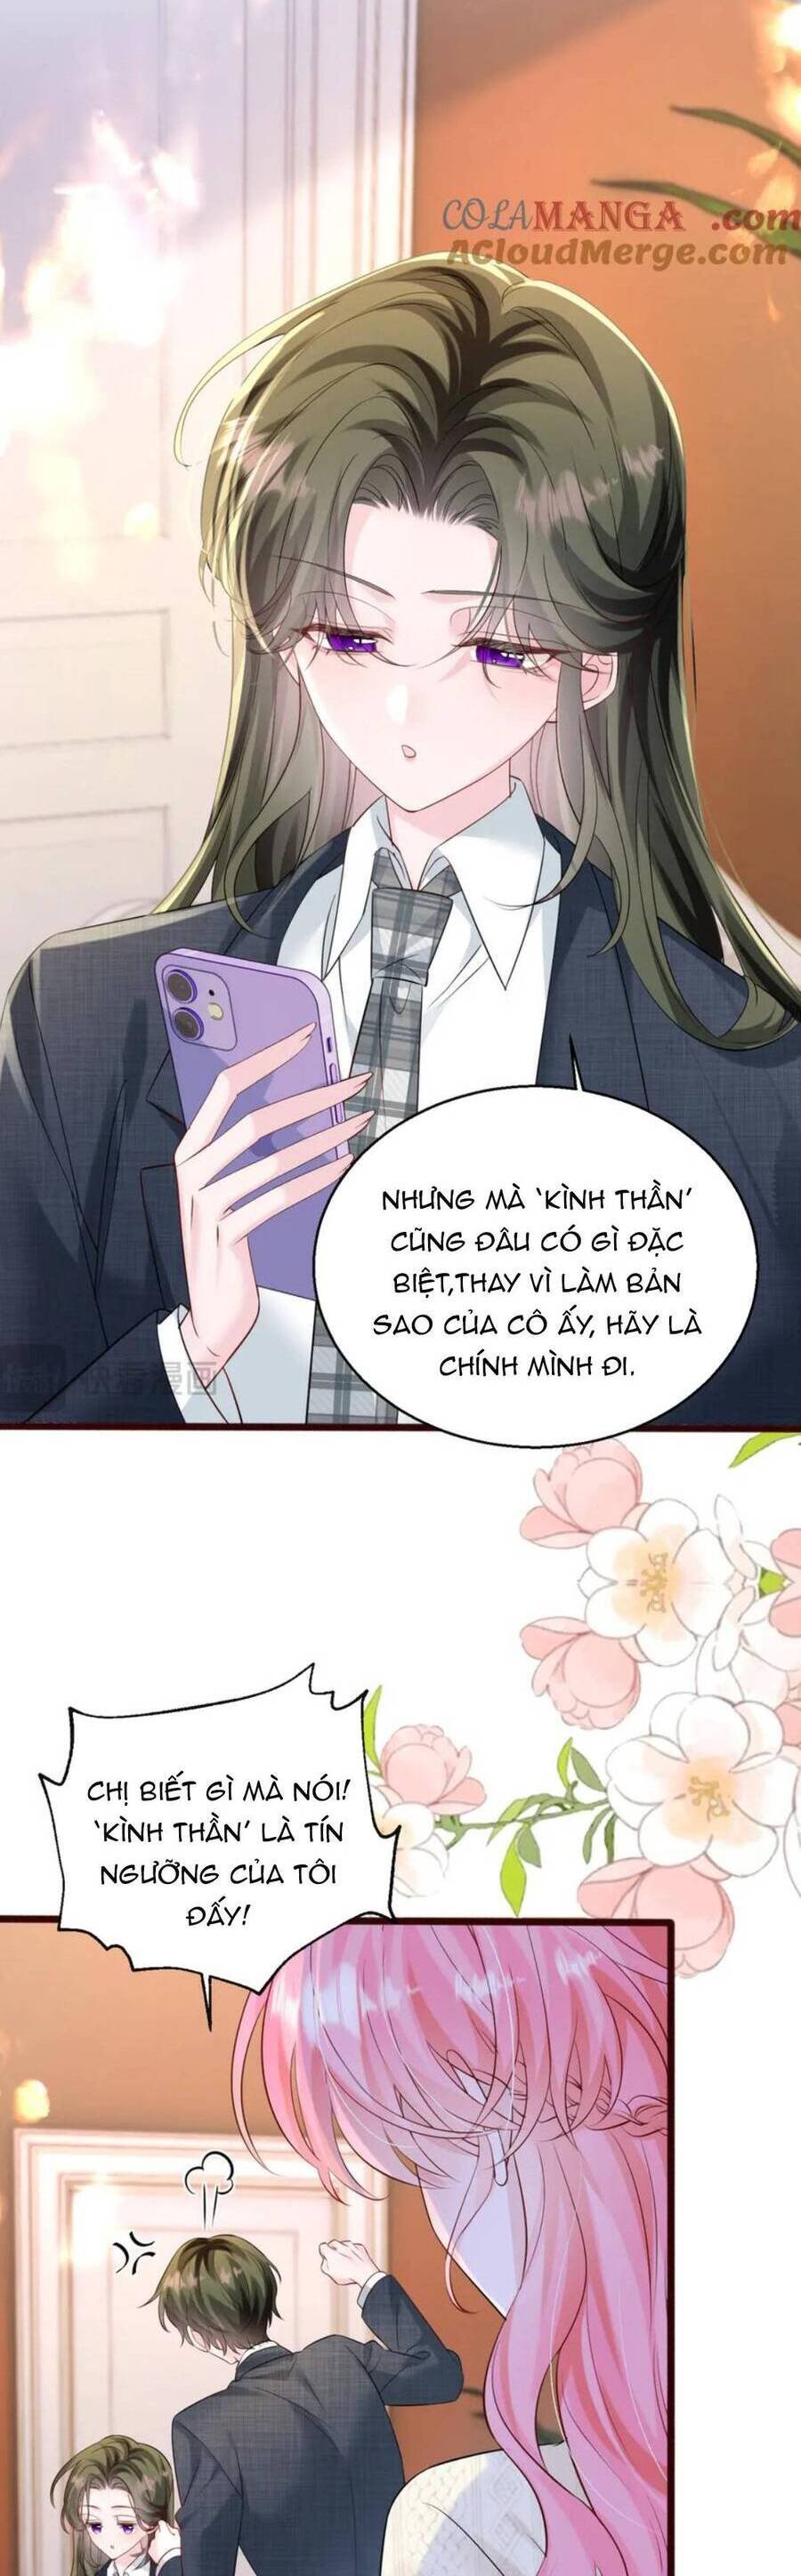 COLAMANGA .com
ACloudMerge.com
NHƯNG MÀ 'KÌNH THẦN'
CŨNG ĐÂU CÓ GÌ ĐẶC
BIỆT,THAY VÌ LÀM BẢN
SAO CỦA CÔ ẤY, HÃY LÀ
CHÍNH MÌNH ĐI.
CHỊ BIẾT GÌ MÀ NÓI!
'KÌNH THẦN' LÀ TÍN
NGƯỠNG CỦA TÔI
ĐẤY!